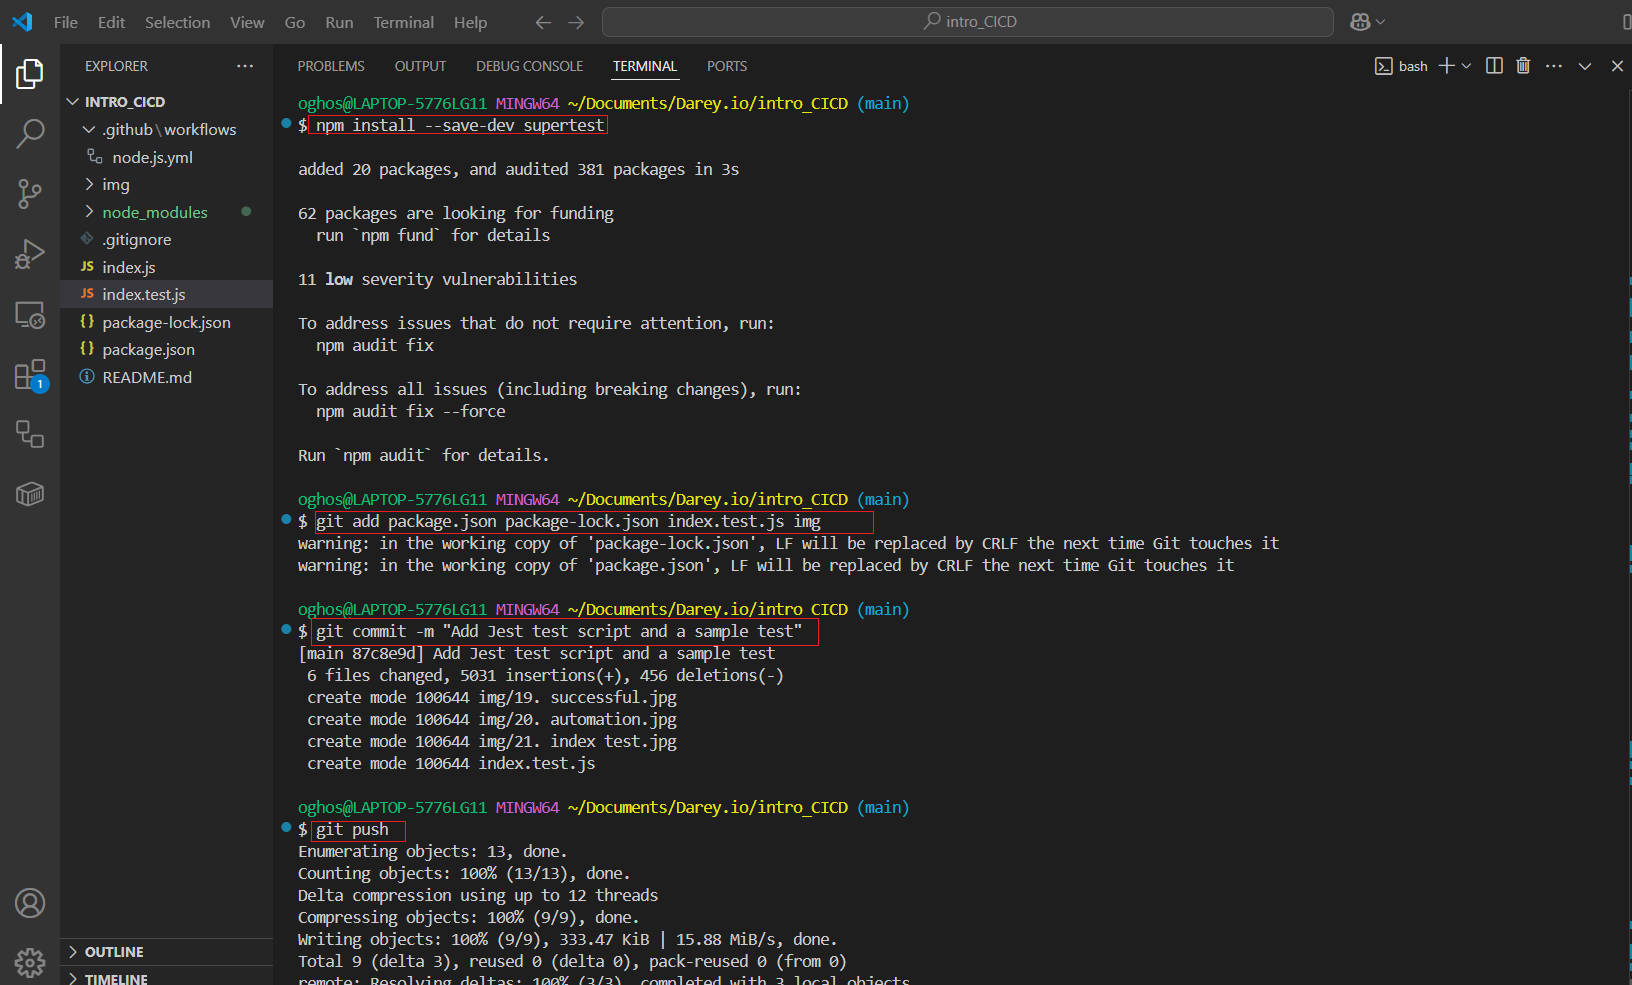 File Edit Selection View Go Run Terminal Help
intro_CICD
EXPLORER
INTRO_CICD
.github\workflows
node.js.yml
img
node_modules
.gitignore
JS index.js
JS index.test.js
{} package-lock.json
{} package.json
README.md
1
OUTLINE
TIMELINE
PROBLEMS OUTPUT DEBUG CONSOLE TERMINAL PORTS
bash
oghos@LAPTOP-5776LG11 MINGW64 ~/Documents/Darey.io/intro_CICD (main)
$ npm install --save-dev supertest
added 20 packages, and audited 381 packages in 3s
62 packages are looking for funding
run `npm fund` for details
11 low severity vulnerabilities
To address issues that do not require attention, run:
npm audit fix
To address all issues (including breaking changes), run:
npm audit fix --force
Run `npm audit` for details.
oghos@LAPTOP-5776LG11 MINGW64 ~/Documents/Darey.io/intro_CICD (main)
$ git add package.json package-lock.json index.test.js img
warning: in the working copy of 'package-lock.json', LF will be replaced by CRLF the next time Git touches it
warning: in the working copy of 'package.json', LF will be replaced by CRLF the next time Git touches it
oghos@LAPTOP-5776LG11 MINGW64 ~/Documents/Darey.io/intro_CICD (main)
$ git commit -m "Add Jest test script and a sample test"
[main 87c8e9d] Add Jest test script and a sample test
6 files changed, 5031 insertions(+), 456 deletions(-)
create mode 100644 img/19. successful.jpg
create mode 100644 img/20. automation.jpg
create mode 100644 img/21. index test.jpg
create mode 100644 index.test.js
oghos@LAPTOP-5776LG11 MINGW64 ~/Documents/Darey.io/intro_CICD (main)
$ git push
Enumerating objects: 13, done.
Counting objects: 100% (13/13), done.
Delta compression using up to 12 threads
Compressing objects: 100% (9/9), done.
Writing objects: 100% (9/9), 333.47 KiB | 15.88 MiB/s, done.
Total 9 (delta 3), reused 0 (delta 0), pack-reused 0 (from 0)
remote: Resolving deltas: 100% (3/3), completed with 3 local objects.